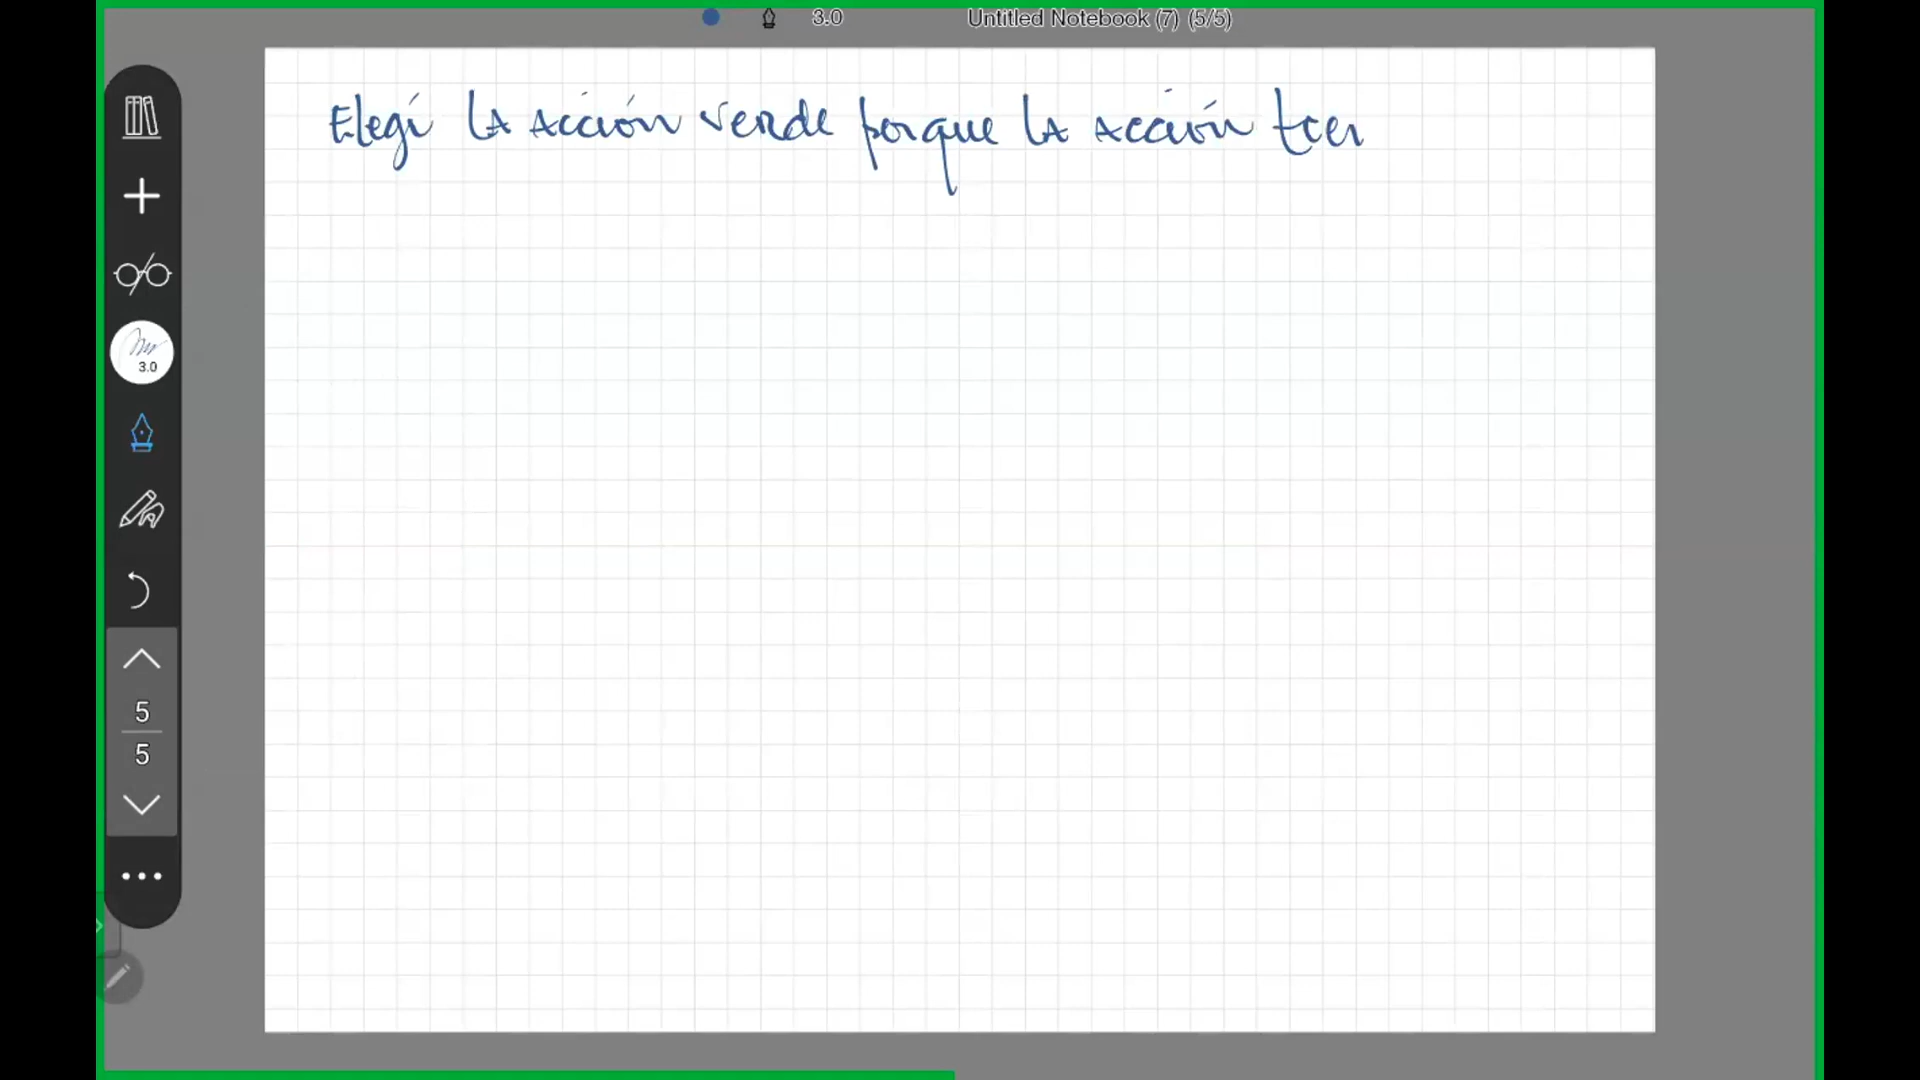 3.0 Untitled Notebook (7) (5/5)
Elegí la acción verde porque la acción
3.0
5
5